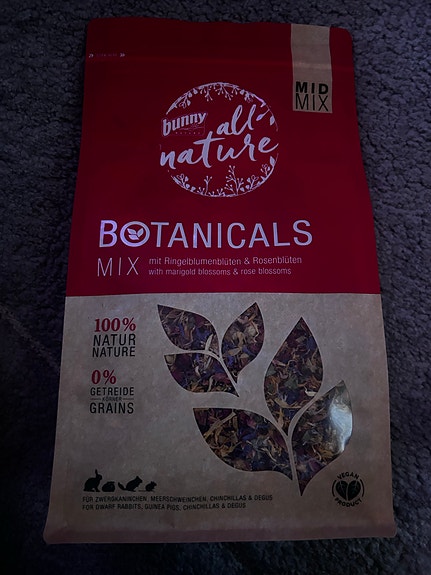 MID
MIX
bunny
all
nature
BOTANICALS
MIX
mit Ringelblumenblüten & Rosenblüten
with marigold blossoms & rose blossoms
100%
NATUR
NATURE
0%
GETREIDE
KÖRNER
GRAINS
VEGAN
PRODUCT
FÜR ZWERGKANINCHEN, MEERSCHWEINCHEN, CHINCHILLAS & DEGUS
FOR DWARF RABBITS, GUINEA PIGS, CHINCHILLAS & DEGUS